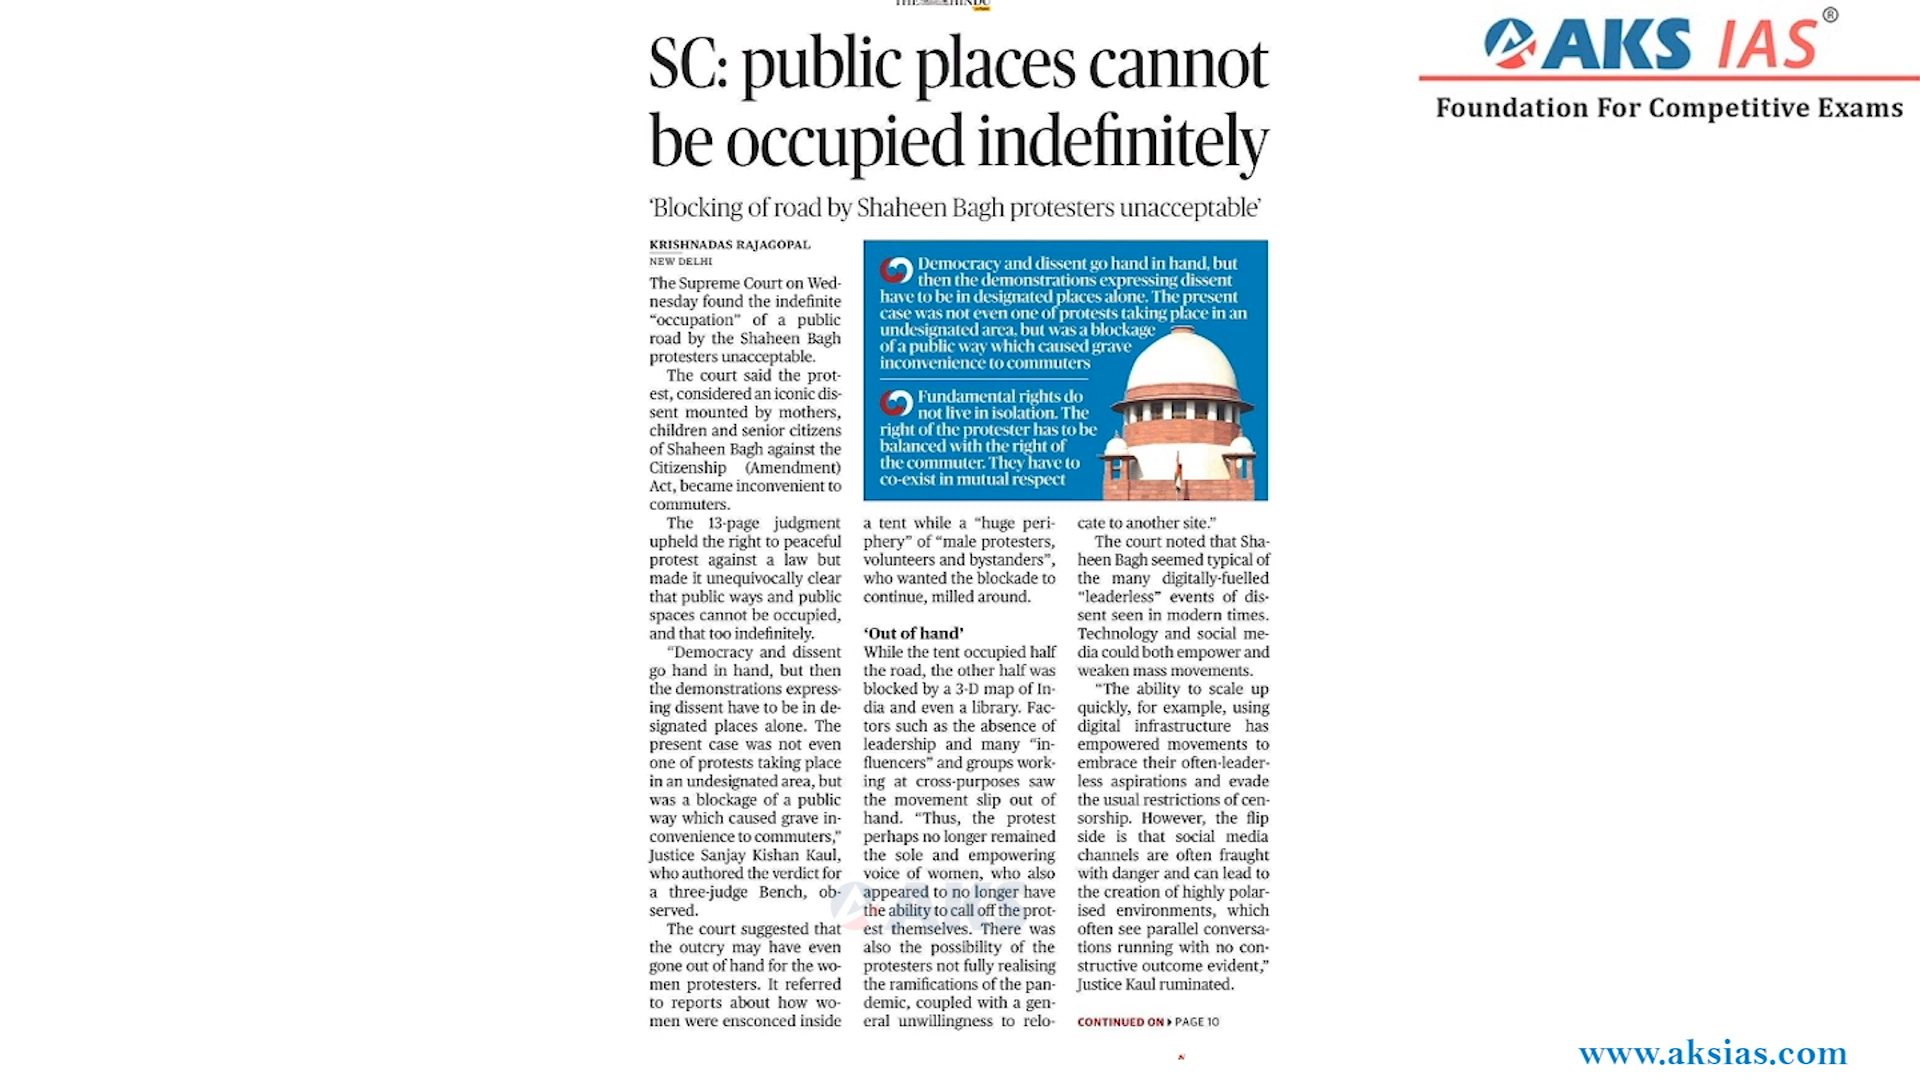 THE HINDU
SC: public places cannot
be occupied indefinitely
‘Blocking of road by Shaheen Bagh protesters unacceptable’
KRISHNADAS RAJAGOPAL
NEW DELHI
The Supreme Court on Wed-
nesday found the indefinite
“occupation” of a public
road by the Shaheen Bagh
protesters unacceptable.
The court said the prot-
est, considered an iconic dis-
sent mounted by mothers,
children and senior citizens
of Shaheen Bagh against the
Citizenship (Amendment)
Act, became inconvenient to
commuters.
The 13-page judgment
upheld the right to peaceful
protest against a law but
made it unequivocally clear
that public ways and public
spaces cannot be occupied,
and that too indefinitely.
“Democracy and dissent
go hand in hand, but then
the demonstrations express-
ing dissent have to be in de-
signated places alone. The
present case was not even
one of protests taking place
in an undesignated area, but
was a blockage of a public
way which caused grave in-
convenience to commuters,”
Justice Sanjay Kishan Kaul,
who authored the verdict for
a three-judge Bench, ob-
served.
The court suggested that
the outcry may have even
gone out of hand for the wo-
men protesters. It referred
to reports about how wo-
men were ensconced inside
Democracy and dissent go hand in hand, but
then the demonstrations expressing dissent
have to be in designated places alone. The present
case was not even one of protests taking place in an
undesignated area, but was a blockage
of a public way which caused grave
inconvenience to commuters
Fundamental rights do
not live in isolation. The
right of the protester has to be
balanced with the right of
the commuter. They have to
co-exist in mutual respect
a tent while a “huge peri-
phery” of “male protesters,
volunteers and bystanders”,
who wanted the blockade to
continue, milled around.
‘Out of hand’
While the tent occupied half
the road, the other half was
blocked by a 3-D map of In-
dia and even a library. Fac-
tors such as the absence of
leadership and many “in-
fluencers” and groups work-
ing at cross-purposes saw
the movement slip out of
hand. “Thus, the protest
perhaps no longer remained
the sole and empowering
voice of women, who also
appeared to no longer have
the ability to call off the prot-
est themselves. There was
also the possibility of the
protesters not fully realising
the ramifications of the pan-
demic, coupled with a gen-
eral unwillingness to relo-
cate to another site.”
The court noted that Sha-
heen Bagh seemed typical of
the many digitally-fuelled
“leaderless” events of dis-
sent seen in modern times.
Technology and social me-
dia could both empower and
weaken mass movements.
“The ability to scale up
quickly, for example, using
digital infrastructure has
empowered movements to
embrace their often-leader-
less aspirations and evade
the usual restrictions of cen-
sorship. However, the flip
side is that social media
channels are often fraught
with danger and can lead to
the creation of highly polar-
ised environments, which
often see parallel conversa-
tions running with no con-
structive outcome evident,”
Justice Kaul ruminated.
CONTINUED ON PAGE 10
AKS IAS®
Foundation For Competitive Exams
AKS
www.aksias.com